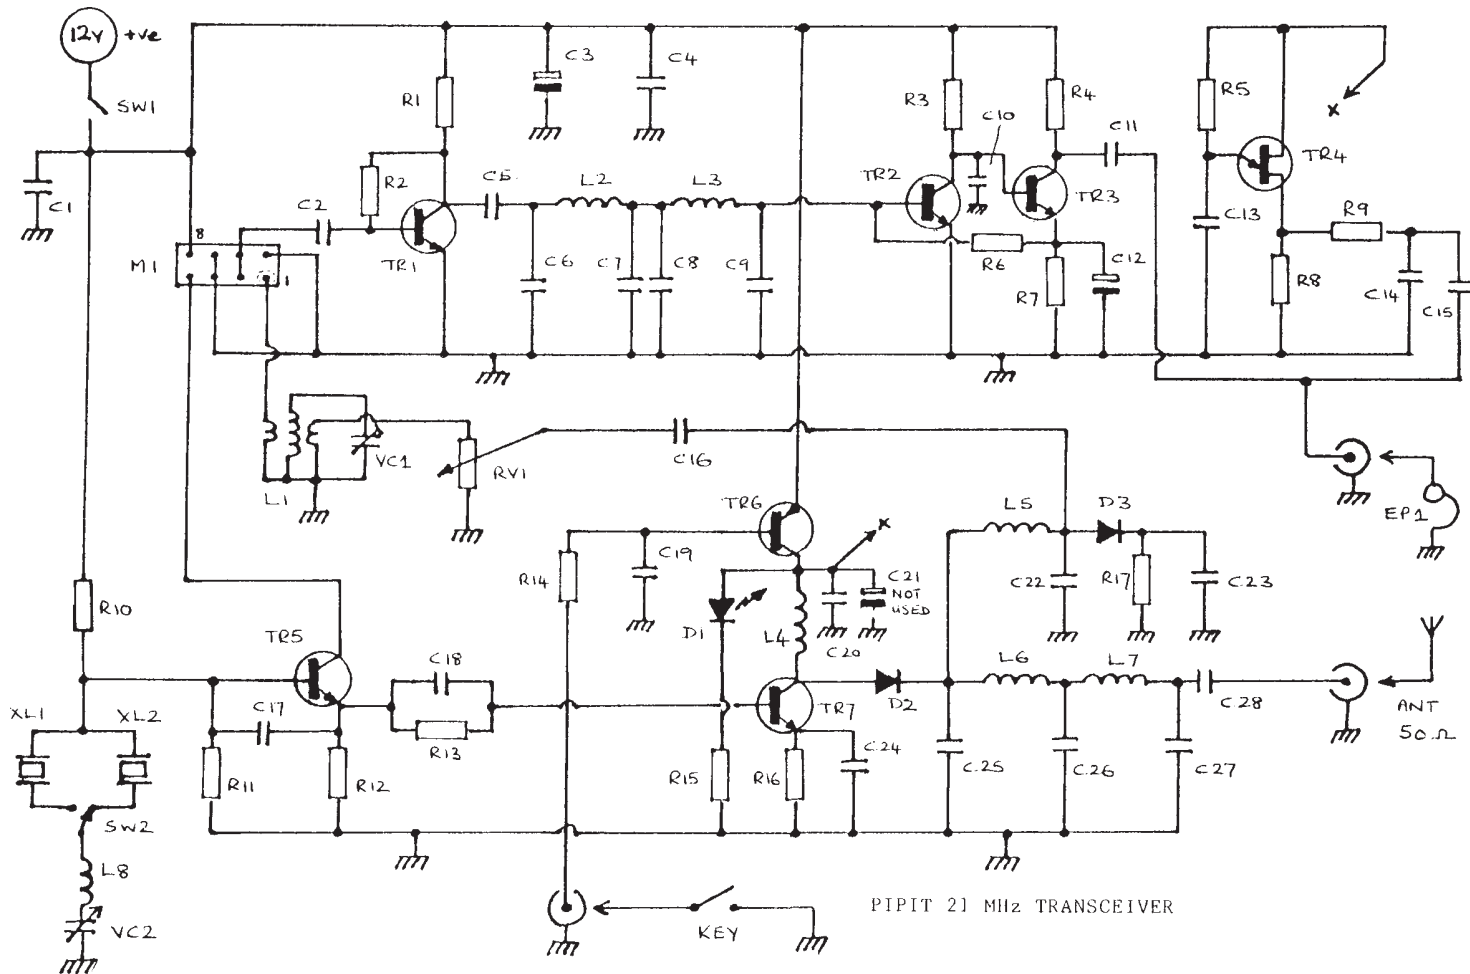 12v +ve
SW1
C1
M1
8
1
C2
R2
R1
TR1
C3
C4
C5
L2
L3
C6
C7
C8
C9
TR2
R3
C10
R4
C11
TR3
R6
R7
C12
R5
x
TR4
C13
R9
R8
C14
C15
L1
VC1
RV1
C16
EP1
R10
TR5
XL1
XL2
C17
C18
R13
R11
R12
SW2
L8
VC2
R14
C19
TR6
x
D1
L4
C20
C21
NOT
USED
TR7
D2
R15
R16
C24
L5
D3
C22
R17
C23
L6
L7
C28
C25
C26
C27
ANT
50Ω
KEY
PIPIT 21 MHz TRANSCEIVER